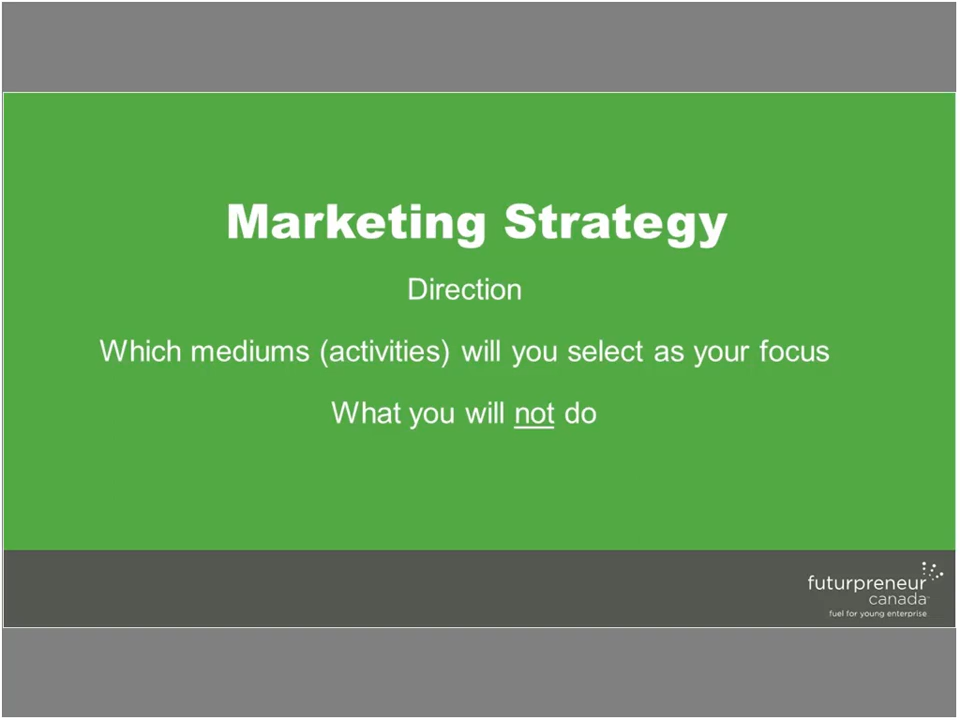 Marketing Strategy
Direction
Which mediums (activities) will you select as your focus
What you will not do
futurpreneur
canada
fuel for young enterprise